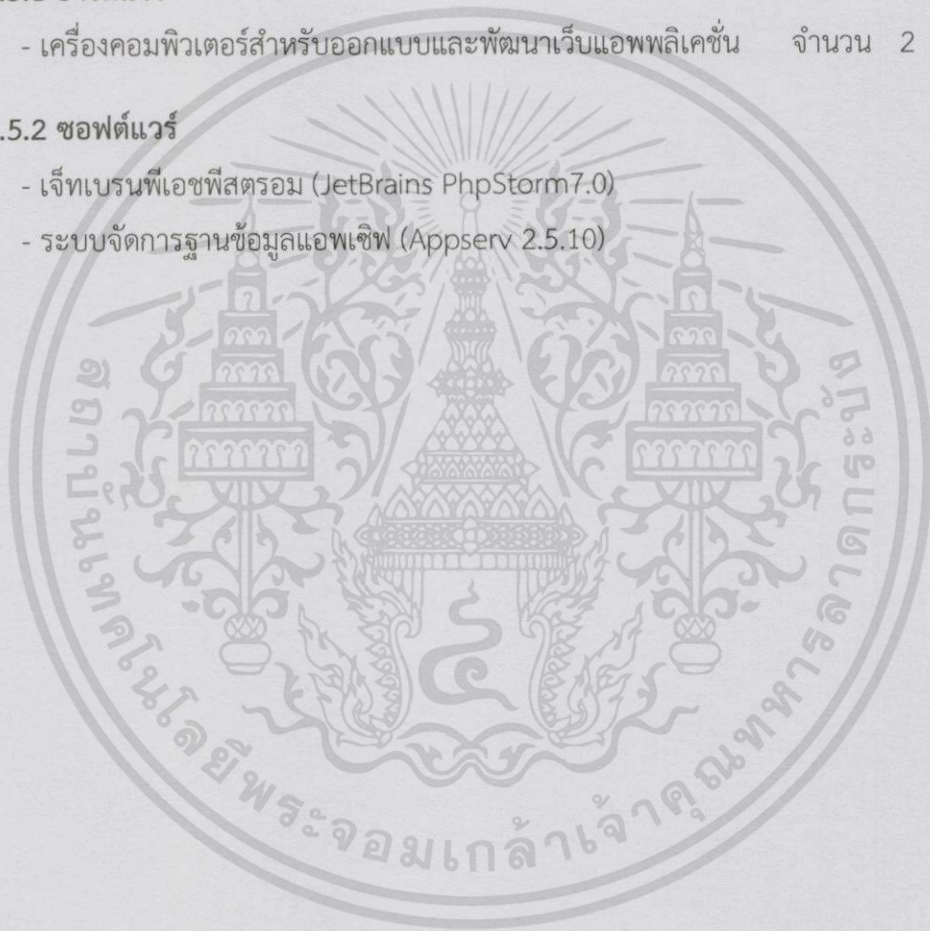 - เครื่องคอมพิวเตอร์สำหรับออกแบบและพัฒนาเว็บแอพพลิเคชั่น จำนวน 2
.5.2 ซอฟต์แวร์
- เจ็ทเบรนพีเอชพีสตรอม (JetBrains PhpStorm7.0)
- ระบบจัดการฐานข้อมูลแอพเซิฟ (Appserv 2.5.10)
สถาบันเทคโนโลยีพระจอมเกล้าเจ้าคุณทหารลาดกระบัง
๔